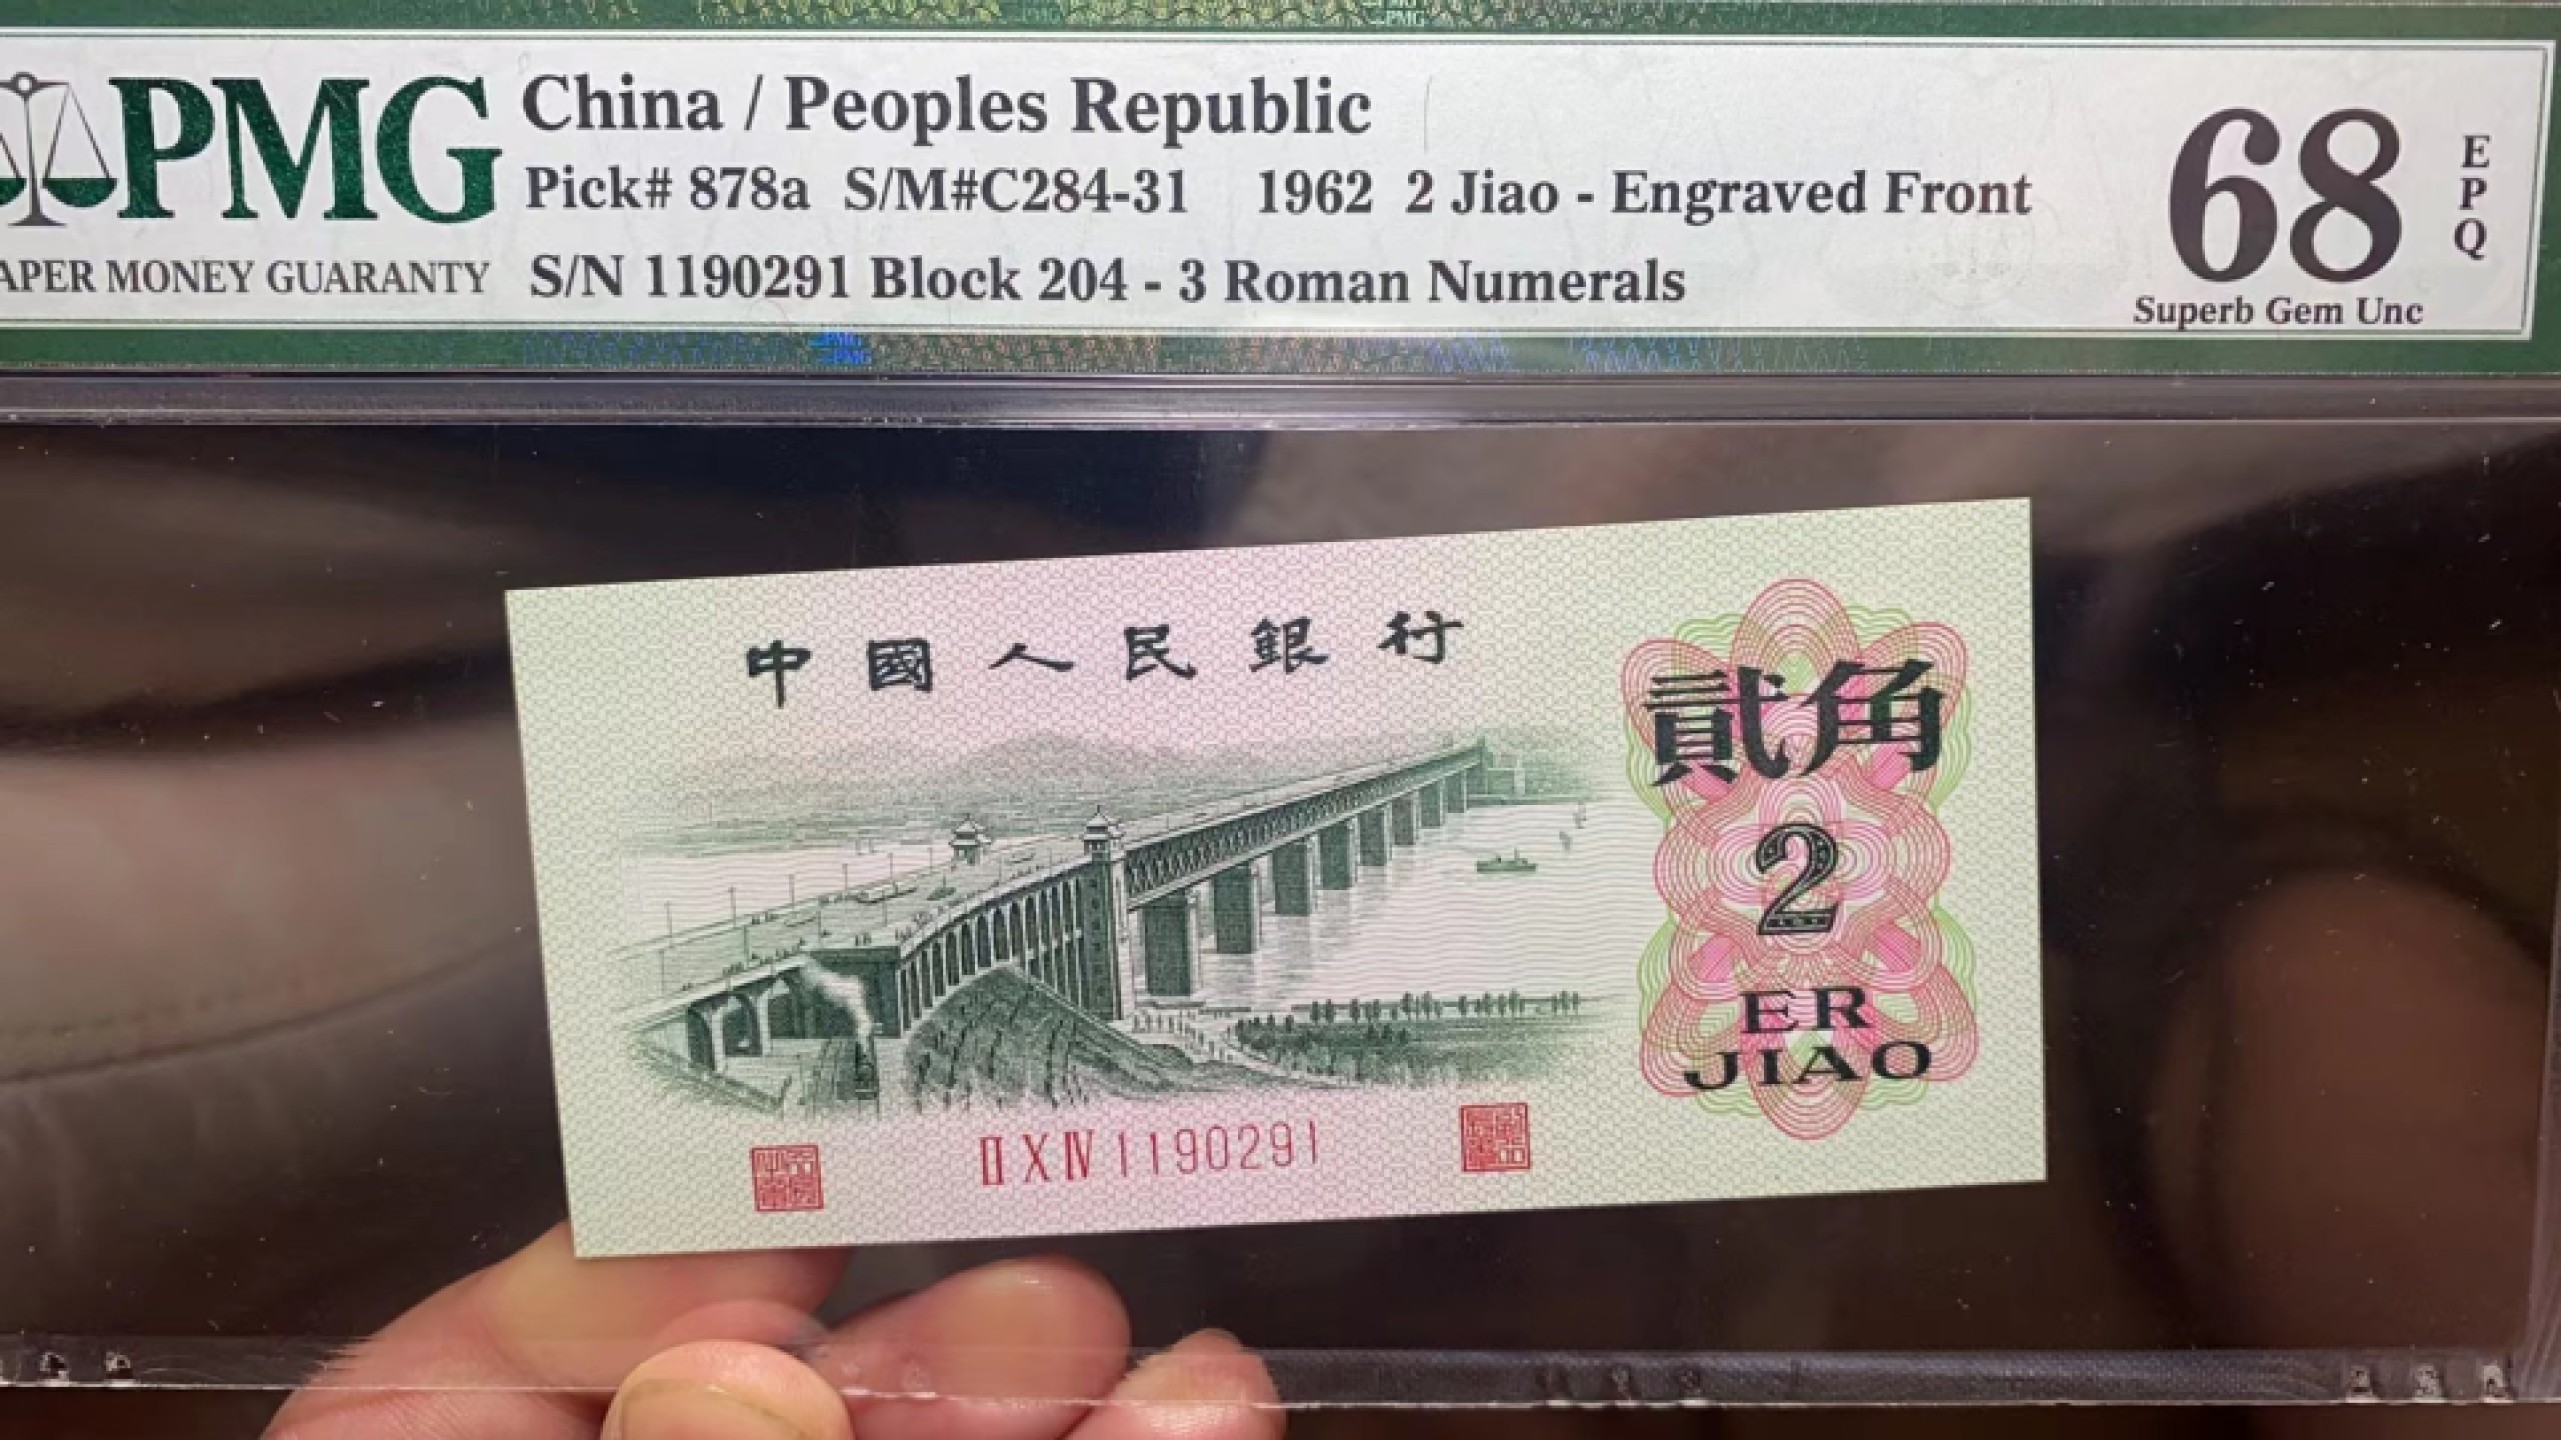 PMG
APER MONEY GUARANTY
China / Peoples Republic
Pick# 878a S/M#C284-31 1962 2 Jiao - Engraved Front
S/N 1190291 Block 204 - 3 Roman Numerals
68
EPQ
Superb Gem Unc
中國人民銀行
貳角
2
ER
JIAO
II X IV 1190291